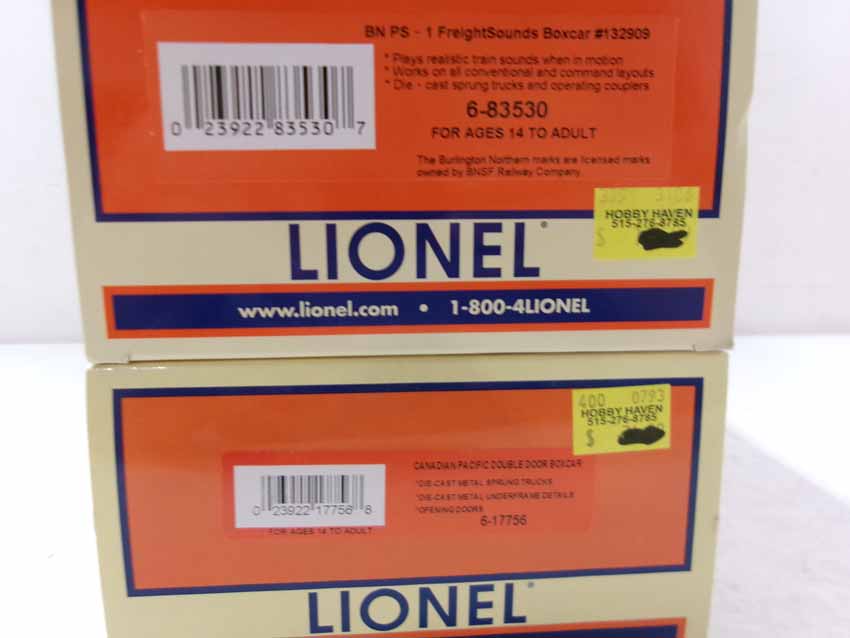 BN PS - 1 FreightSounds Boxcar #132909
* Plays realistic train sounds when in motion
* Works on all conventional and command layouts
* Die - cast sprung trucks and operating couplers
6-83530
FOR AGES 14 TO ADULT
0 23922 83530 7
The Burlington Northern marks are licensed marks
owned by BNSF Railway Company.
HOBBY HAVEN
515-276-8785
$
LIONEL
www.lionel.com • 1-800-4LIONEL
400 0793
HOBBY HAVEN
515-276-8785
$
CANADIAN PACIFIC DOUBLE DOOR BOXCAR
*DIE-CAST METAL SPRUNG TRUCKS
*DIE-CAST METAL UNDERFRAME DETAILS
*OPENING DOORS
6-17756
0 23922 17756 8
FOR AGES 14 TO ADULT
LIONEL